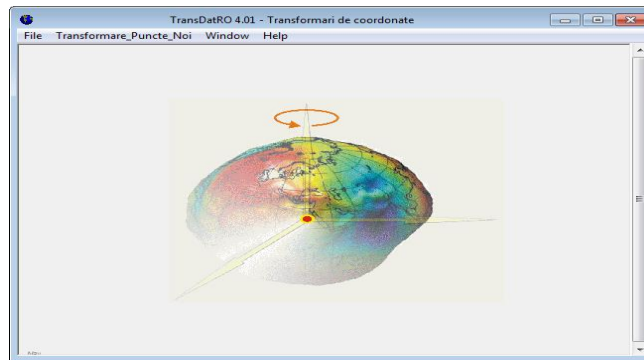 TransDatRO 4.01 - Transformari de coordonate
File Transformare_Puncte_Noi Window Help